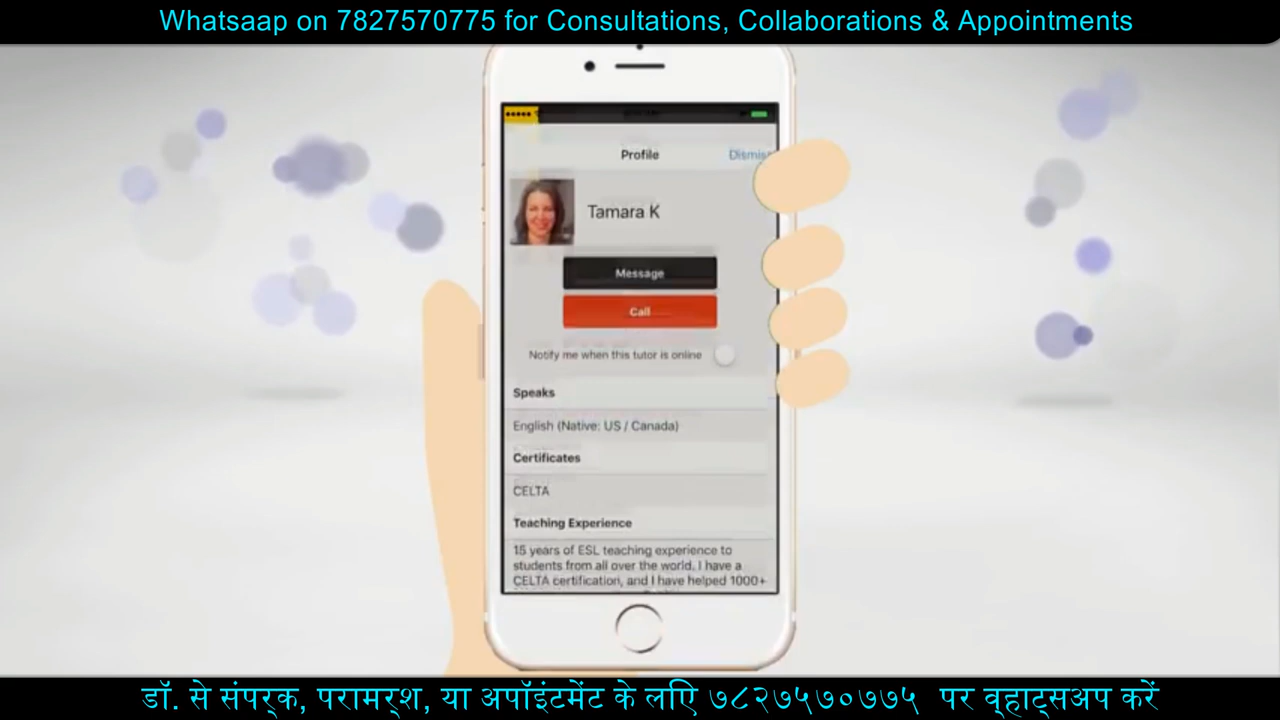 Whatsaap on 7827570775 for Consultations, Collaborations & Appointments
Profile
Dismiss
Tamara K
Message
Call
Notify me when this tutor is online
Speaks
English (Native: US / Canada)
Certificates
CELTA
Teaching Experience
15 years of ESL teaching experience to
students from all over the world. I have a
CELTA certification, and I have helped 1000+
डॉ. से संपर्क, परामर्श, या अपॉइंटमेंट के लिए ७८२७५७०७७५ पर व्हाट्सअप करें